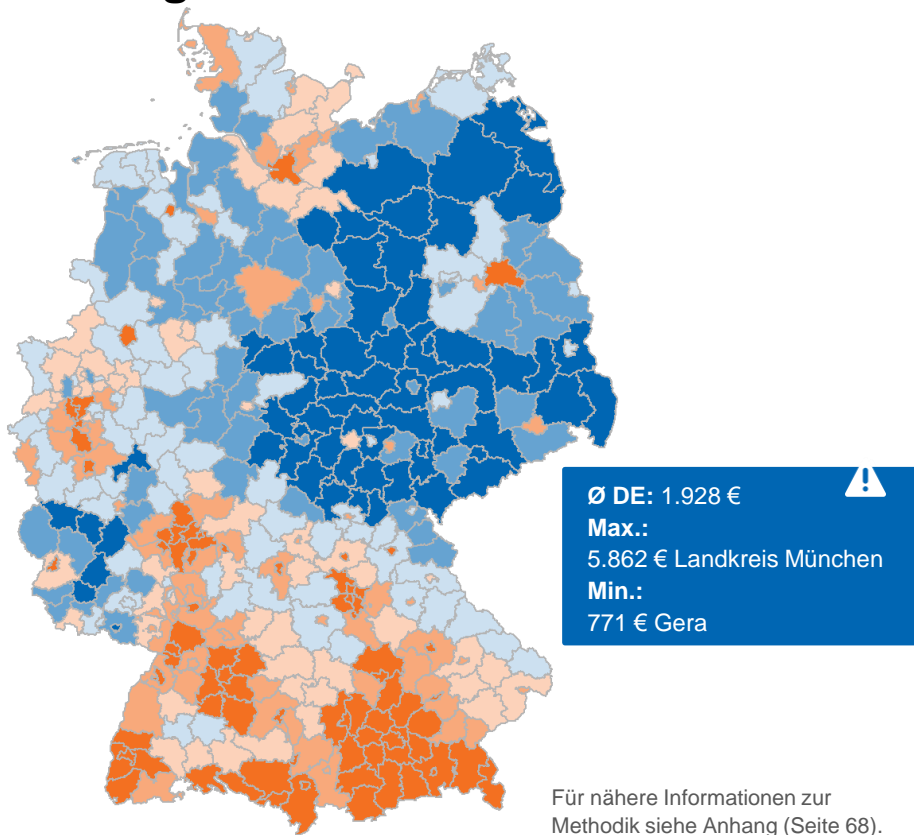 Ø DE: 1.928 €
Max.:
5.862 € Landkreis München
Min.:
771 € Gera
Für nähere Informationen zur
Methodik siehe Anhang (Seite 68).